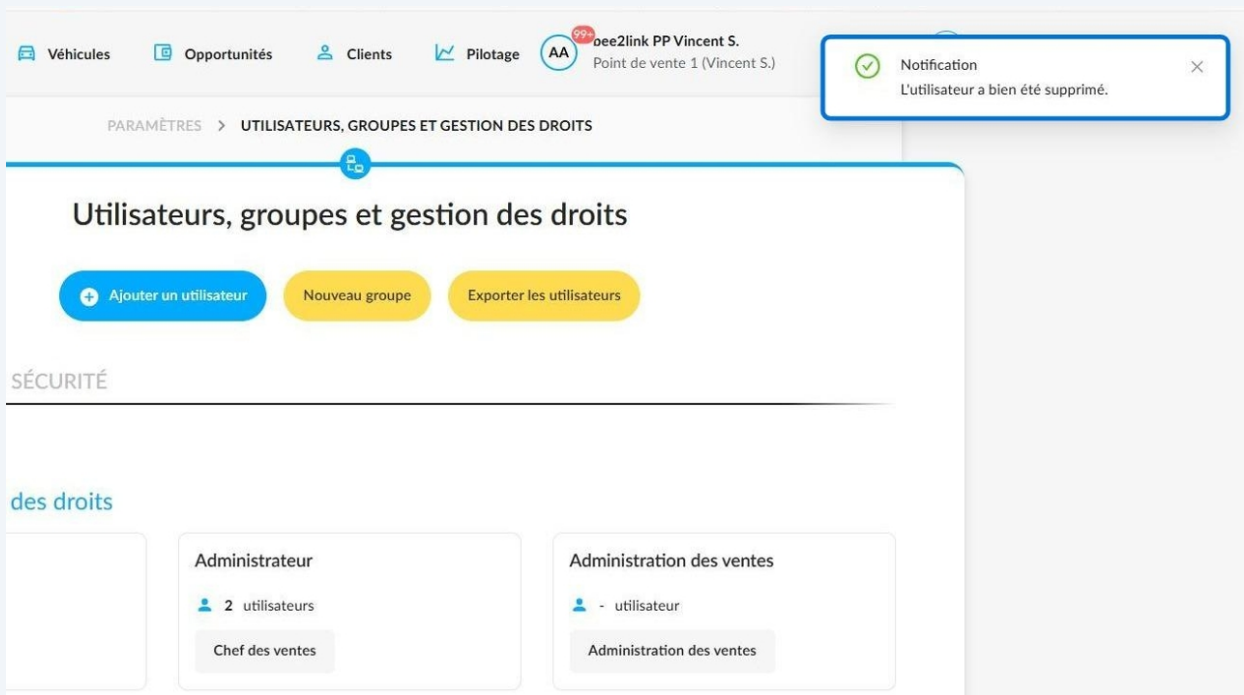 Véhicules
Opportunités
Clients
Pilotage
AA
99+
bee2link PP Vincent S.
Point de vente 1 (Vincent S.)
Notification
L'utilisateur a bien été supprimé.
PARAMÈTRES > UTILISATEURS, GROUPES ET GESTION DES DROITS
Utilisateurs, groupes et gestion des droits
Ajouter un utilisateur
Nouveau groupe
Exporter les utilisateurs
SÉCURITÉ
des droits
Administrateur
2 utilisateurs
Chef des ventes
Administration des ventes
- utilisateur
Administration des ventes